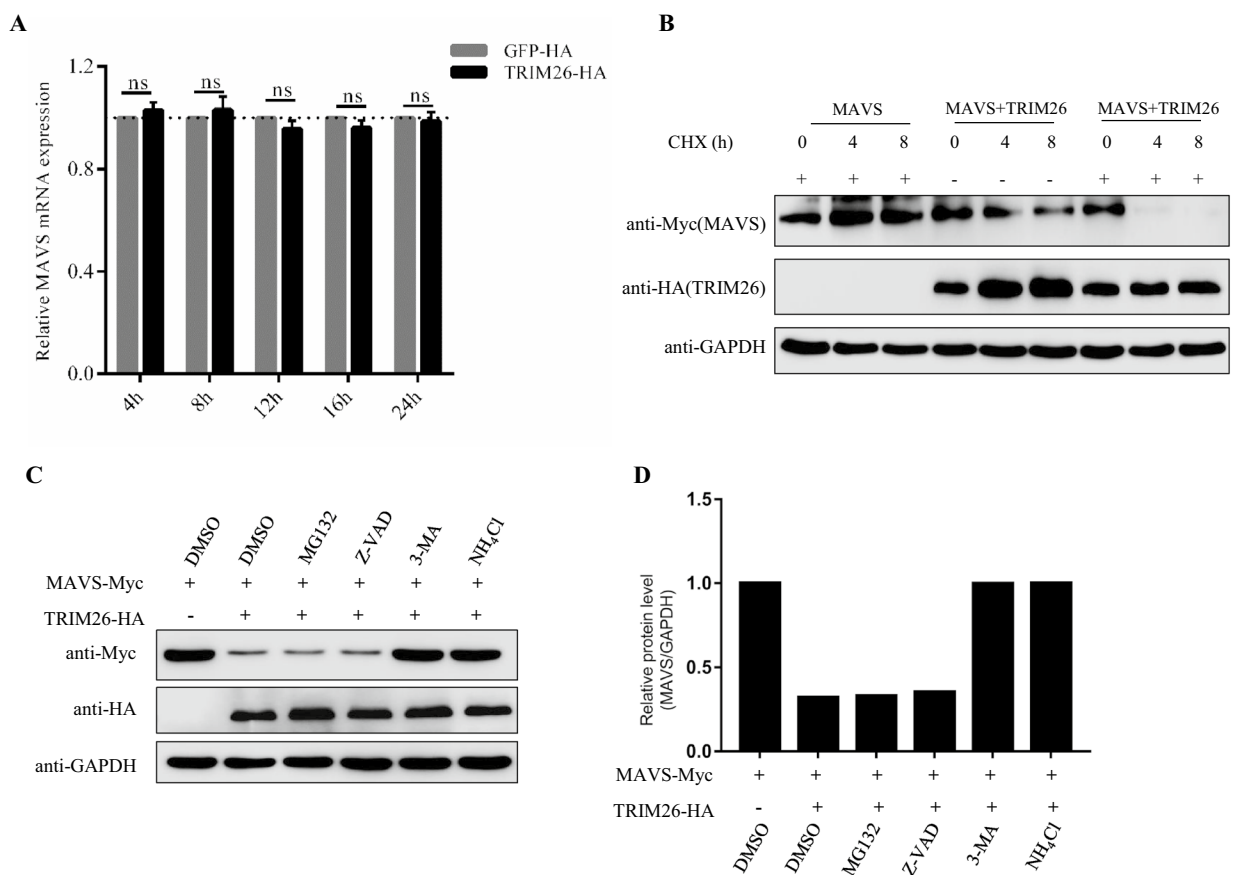 A
GFP-HA
TRIM26-HA
Relative MAVS mRNA expression
1.2
0.8
0.4
0.0
ns ns ns ns ns
4h 8h 12h 16h 24h
B
MAVS MAVS+TRIM26 MAVS+TRIM26
CHX (h) 0 4 8 0 4 8 0 4 8
+ + + - - - + + +
anti-Myc(MAVS)
anti-HA(TRIM26)
anti-GAPDH
C
DMSO DMSO MG132 Z-VAD 3-MA NH₄Cl
MAVS-Myc + + + + + +
TRIM26-HA - + + + + +
anti-Myc
anti-HA
anti-GAPDH
D
Relative protein level
(MAVS/GAPDH)
1.5
1.0
0.5
0.0
MAVS-Myc + + + + + +
TRIM26-HA - + + + + +
DMSO DMSO MG132 Z-VAD 3-MA NH₄Cl